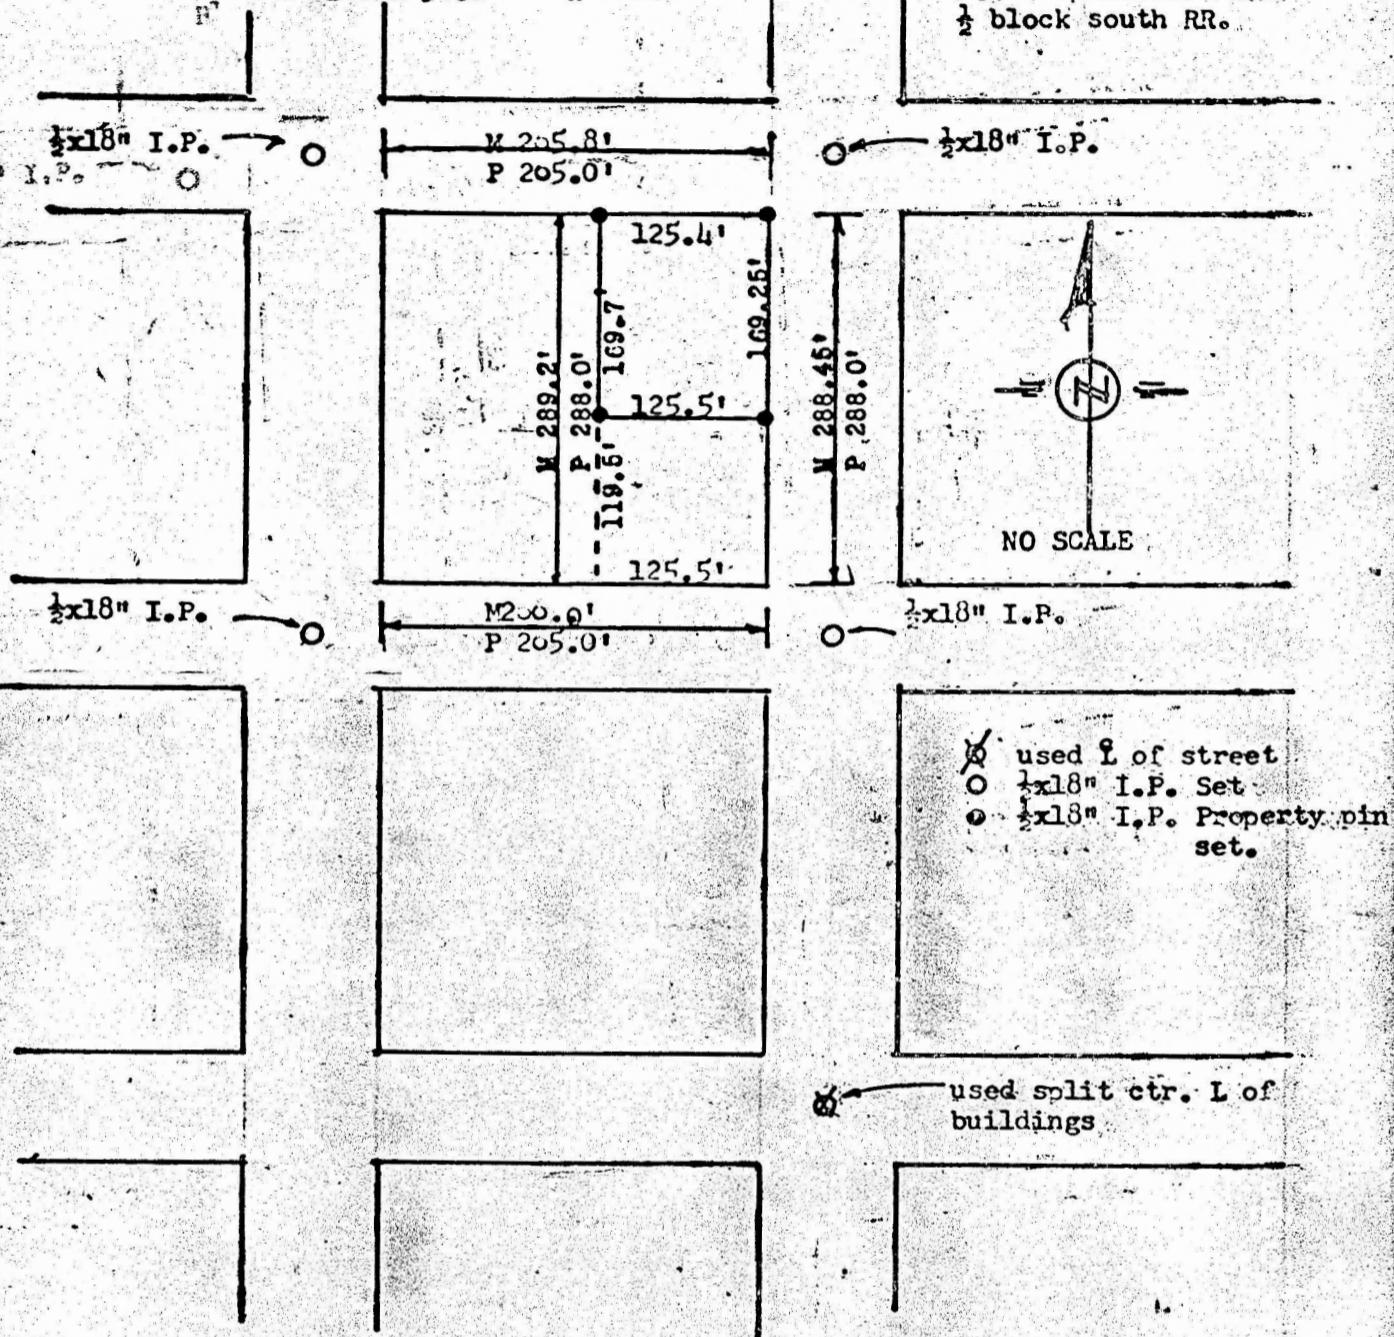 ½ block south RR.
½x18" I.P.
½x18" I.P.
I.P.
M 205.8'
P 205.0'
125.4'
169.25'
169.7'
M 289.2'
P 288.0'
125.5'
119.5'
125.5'
M 288.45'
P 288.0'
N
NO SCALE
½x18" I.P.
½x18" I.P.
P 205.0'
used ℄ of street
½x18" I.P. Set
½x18" I.P. Property pin
set.
used split ctr. L of
buildings